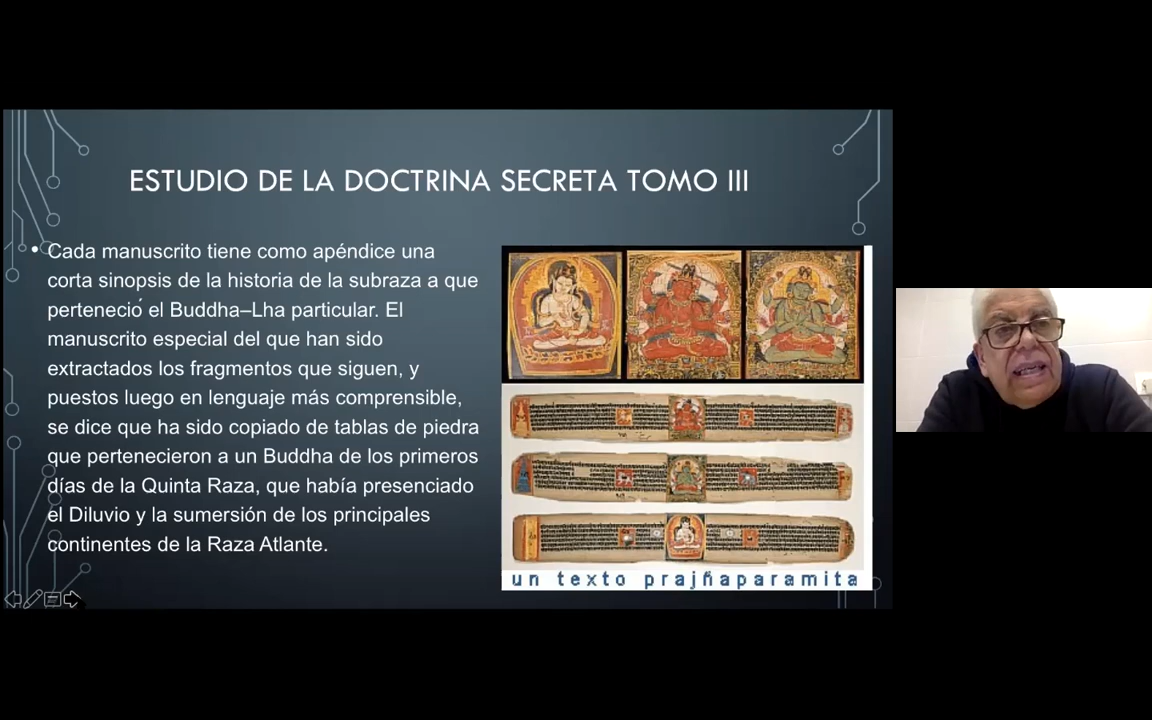 ESTUDIO DE LA DOCTRINA SECRETA TOMO III
• Cada manuscrito tiene como apéndice una
corta sinopsis de la historia de la subraza a que
perteneció el Buddha–Lha particular. El
manuscrito especial del que han sido
extractados los fragmentos que siguen, y
puestos luego en lenguaje más comprensible,
se dice que ha sido copiado de tablas de piedra
que pertenecieron a un Buddha de los primeros
días de la Quinta Raza, que había presenciado
el Diluvio y la sumersión de los principales
continentes de la Raza Atlante.
un texto prajñaparamita